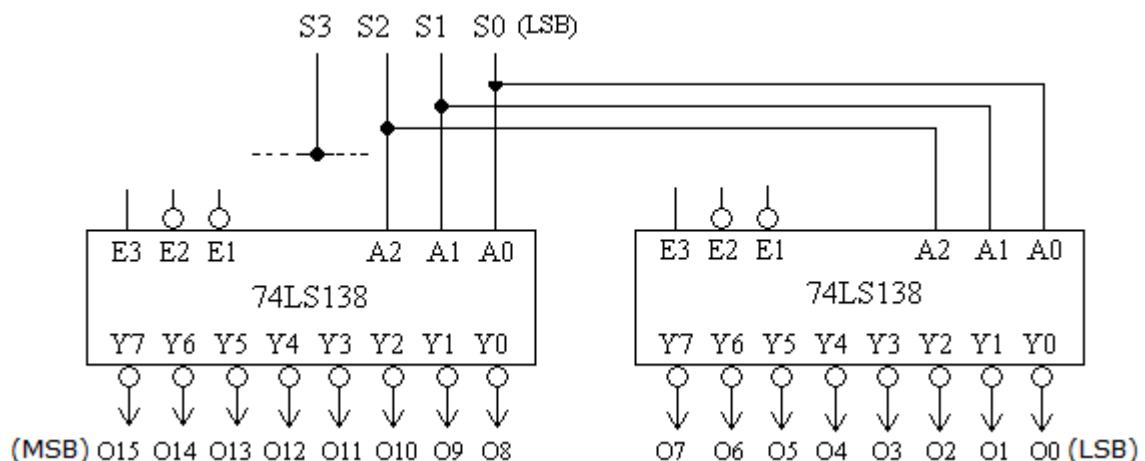 S3 S2 S1 S0 (LSB)
E3 E2 E1 A2 A1 A0 E3 E2 E1 A2 A1 A0
74LS138 74LS138
Y7 Y6 Y5 Y4 Y3 Y2 Y1 Y0 Y7 Y6 Y5 Y4 Y3 Y2 Y1 Y0
(MSB) O15 O14 O13 O12 O11 O10 O9 O8 O7 O6 O5 O4 O3 O2 O1 O0 (LSB)